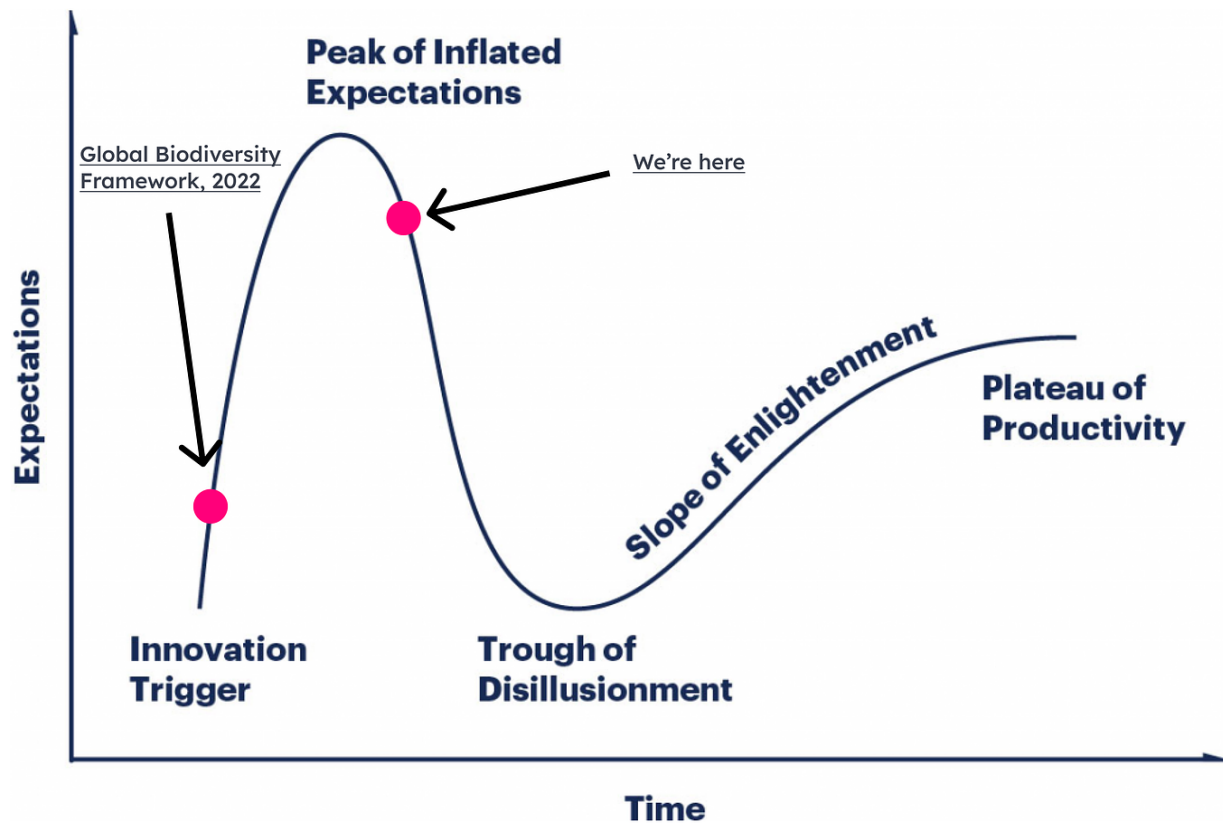 Peak of Inflated
Expectations
Global Biodiversity
Framework, 2022
We’re here
Expectations
Slope of Enlightenment
Plateau of
Productivity
Innovation
Trigger
Trough of
Disillusionment
Time